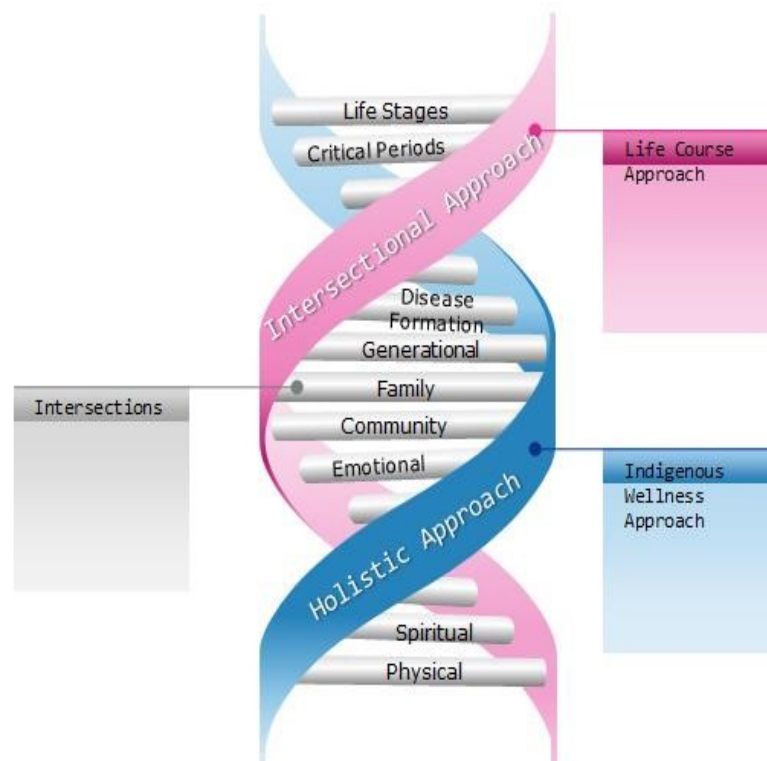 Life Stages
Critical Periods
Intersectional Approach
Life Course
Approach
Disease
Formation
Generational
Family
Intersections
Community
Emotional
Holistic Approach
Indigenous
Wellness
Approach
Spiritual
Physical